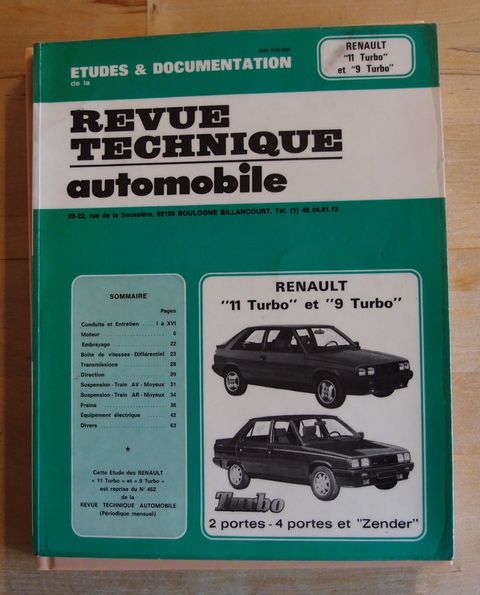 ETUDES & DOCUMENTATION
de la
RENAULT
"11 Turbo"
et "9 Turbo"
REVUE
TECHNIQUE
automobile
20-22, rue de la Saussière, 92100 BOULOGNE BILLANCOURT. Tél. (1) 46.04.81.13
SOMMAIRE
Pages
Conduite et Entretien .... I à XVI
Moteur .... 6
Embrayage .... 22
Boîte de vitesses-Différentiel 23
Transmissions .... 28
Direction .... 29
Suspension - Train AV - Moyeux 31
Suspension - Train AR - Moyeux 34
Freins .... 38
Equipement électrique .... 42
Divers .... 63
Cette Etude des RENAULT
« 11 Turbo » et « 9 Turbo »
est reprise du N° 462
de la
REVUE TECHNIQUE AUTOMOBILE
(Périodique mensuel)
RENAULT
"11 Turbo" et "9 Turbo"
Turbo
2 portes - 4 portes et "Zender"